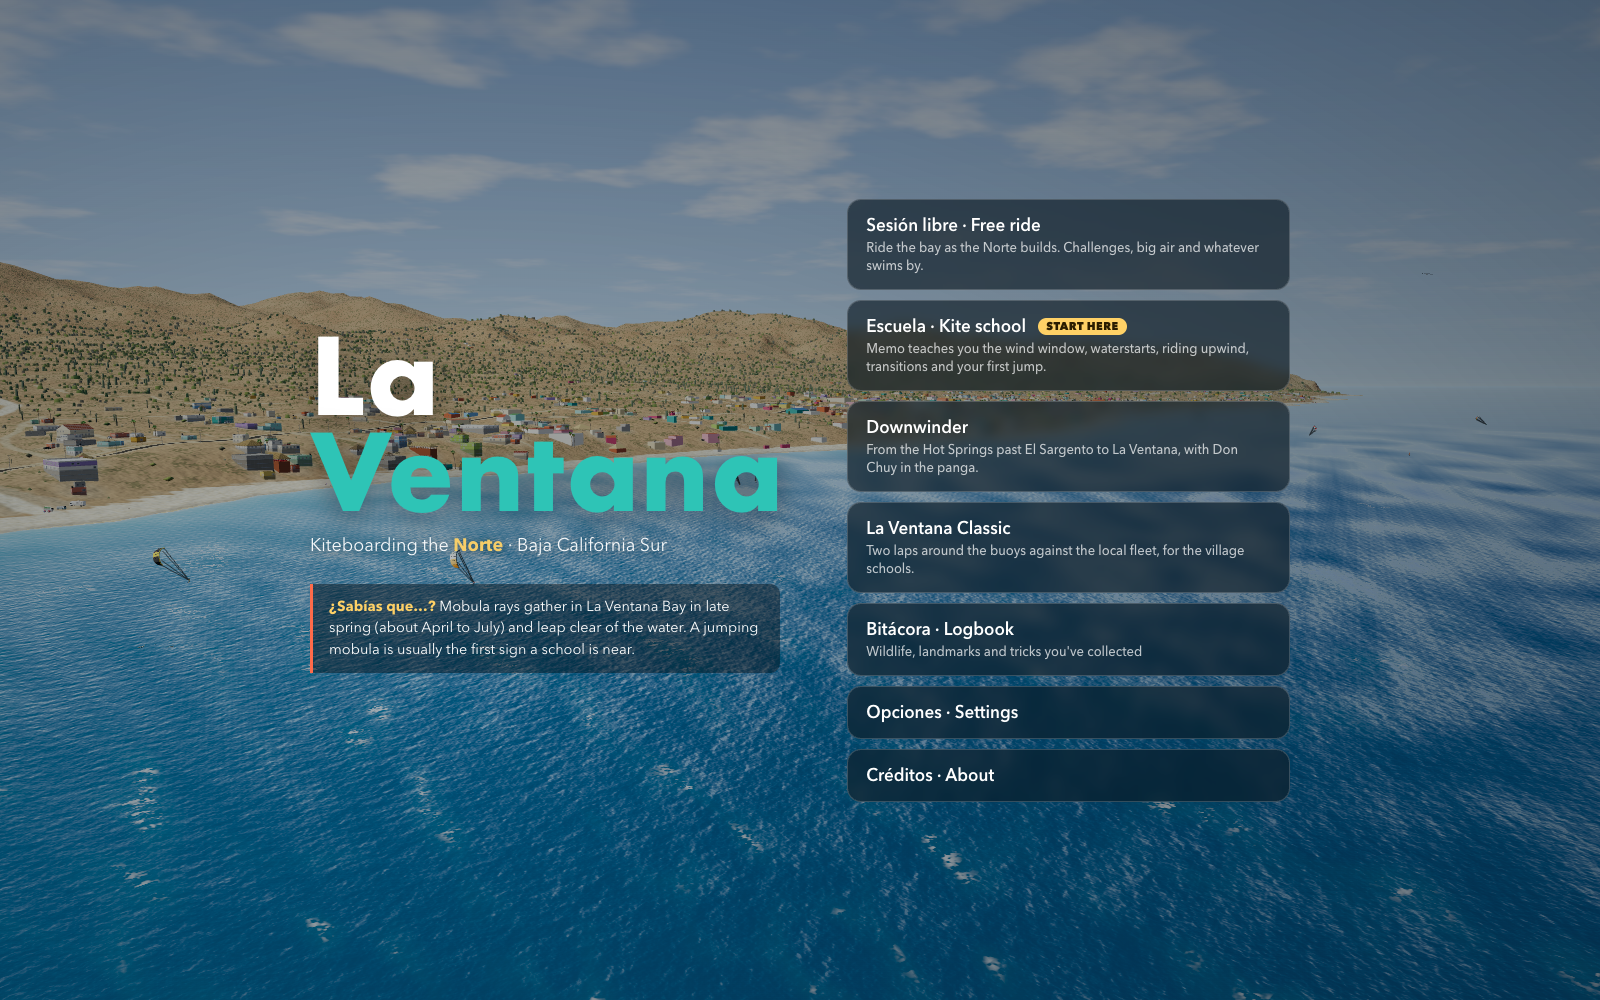 La
Ventana
Kiteboarding the Norte · Baja California Sur
¿Sabías que...? Mobula rays gather in La Ventana Bay in late
spring (about April to July) and leap clear of the water. A jumping
mobula is usually the first sign a school is near.
Sesión libre · Free ride
Ride the bay as the Norte builds. Challenges, big air and whatever
swims by.
Escuela · Kite school START HERE
Memo teaches you the wind window, waterstarts, riding upwind,
transitions and your first jump.
Downwinder
From the Hot Springs past El Sargento to La Ventana, with Don
Chuy in the panga.
La Ventana Classic
Two laps around the buoys against the local fleet, for the village
schools.
Bitácora · Logbook
Wildlife, landmarks and tricks you've collected
Opciones · Settings
Créditos · About